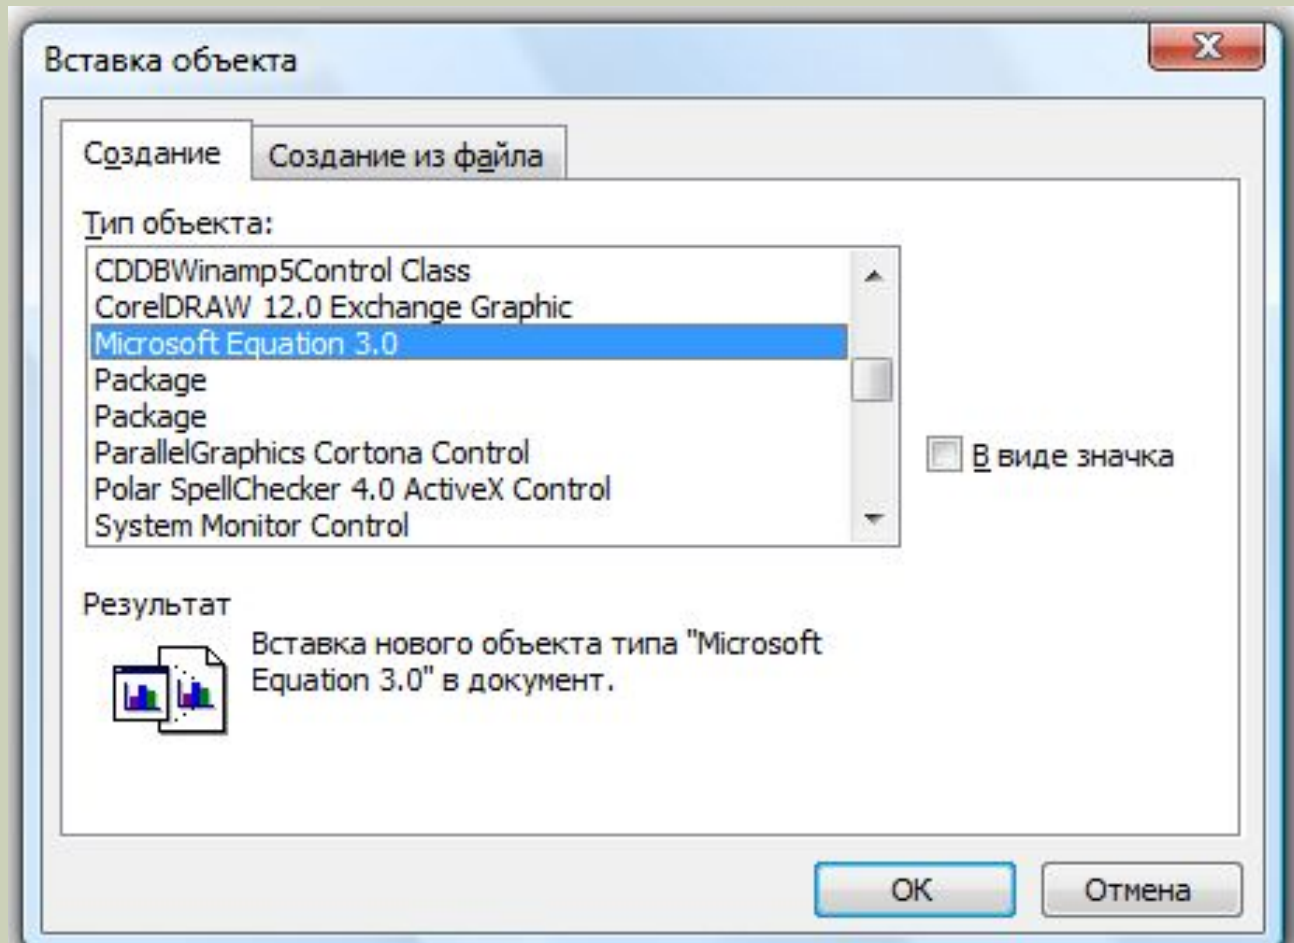 Вставка объекта
Создание
Создание из файла
Тип объекта:
CDDBWinamp5Control Class
CorelDRAW 12.0 Exchange Graphic
Microsoft Equation 3.0
Package
Package
ParallelGraphics Cortona Control
Polar SpellChecker 4.0 ActiveX Control
System Monitor Control
В виде значка
Результат
Вставка нового объекта типа "Microsoft
Equation 3.0" в документ.
ОК
Отмена